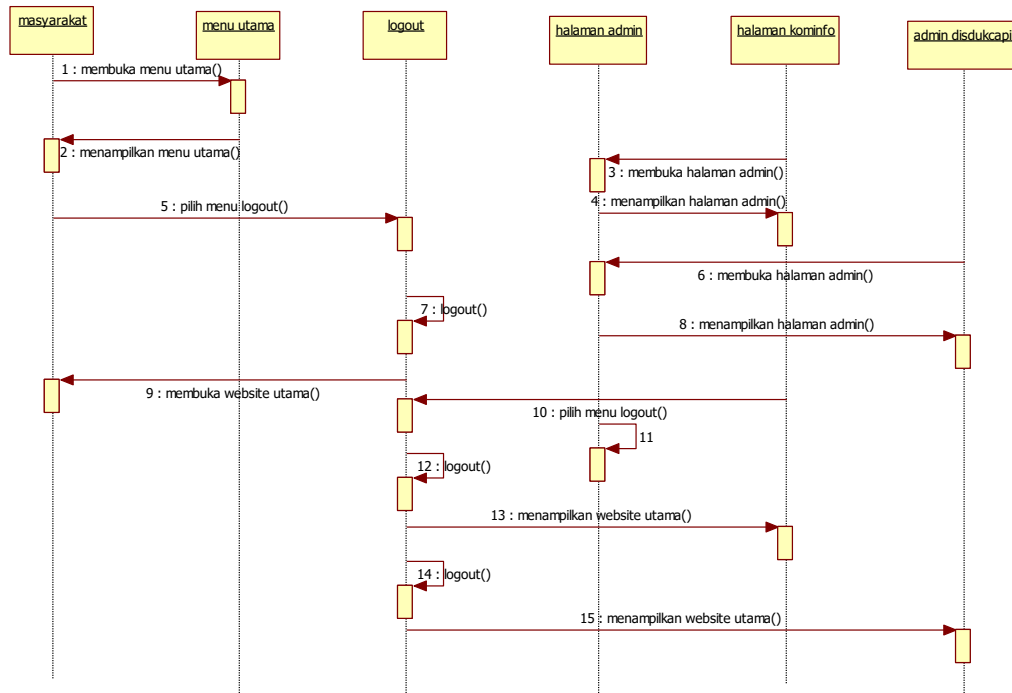 masyarakat
menu utama
logout
halaman admin
halaman kominfo
admin disdukcapi
1 : membuka menu utama()
2 : menampilkan menu utama()
3 : membuka halaman admin()
4 : menampilkan halaman admin()
5 : pilih menu logout()
6 : membuka halaman admin()
7 : logout()
8 : menampilkan halaman admin()
9 : membuka website utama()
10 : pilih menu logout()
11
12 : logout()
13 : menampilkan website utama()
14 : logout()
15 : menampilkan website utama()